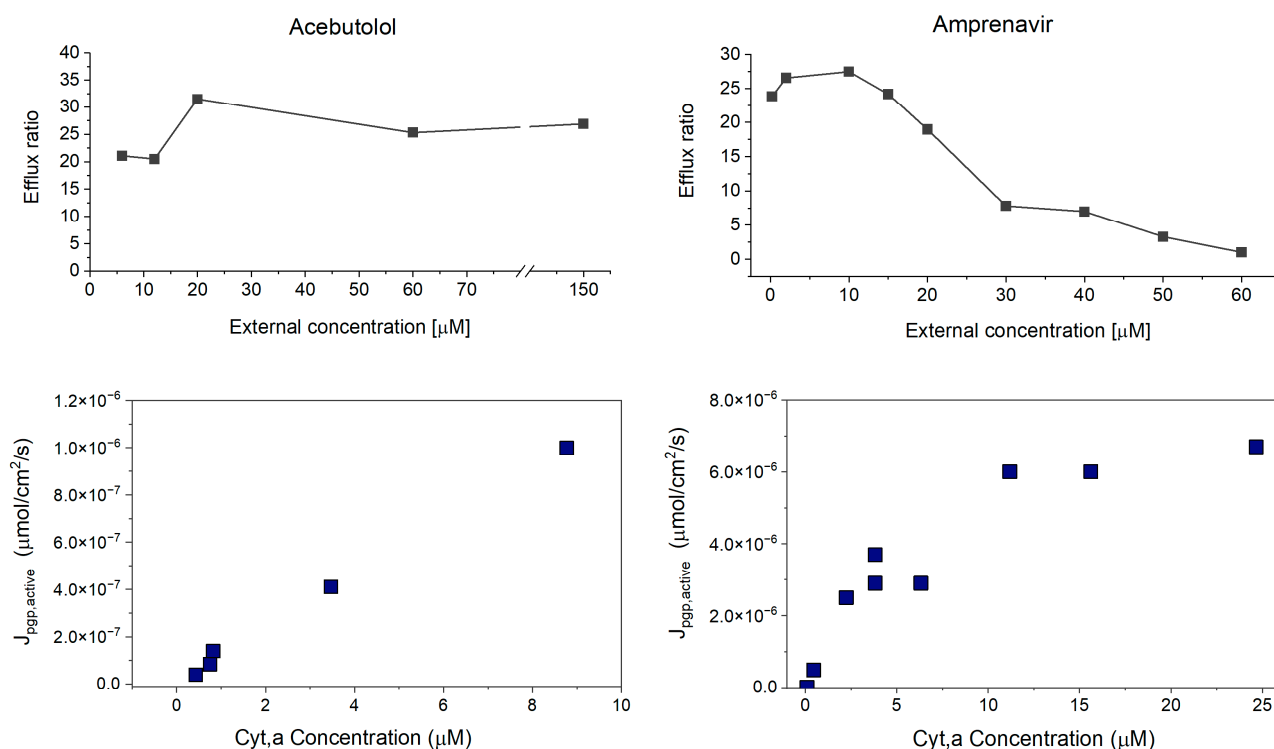 Acebutolol
40
35
30
25
20
15
10
5
0
Efflux ratio
0 10 20 30 40 50 60 70 150
External concentration [μM]
Amprenavir
30
25
20
15
10
5
0
Efflux ratio
0 10 20 30 40 50 60
External concentration [μM]
1.2×10⁻⁶
1.0×10⁻⁶
8.0×10⁻⁷
6.0×10⁻⁷
4.0×10⁻⁷
2.0×10⁻⁷
0.0
J_pgp,active (μmol/cm²/s)
0 2 4 6 8 10
Cyt,a Concentration (μM)
8.0×10⁻⁶
6.0×10⁻⁶
4.0×10⁻⁶
2.0×10⁻⁶
0.0
J_pgp,active (μmol/cm²/s)
0 5 10 15 20 25
Cyt,a Concentration (μM)